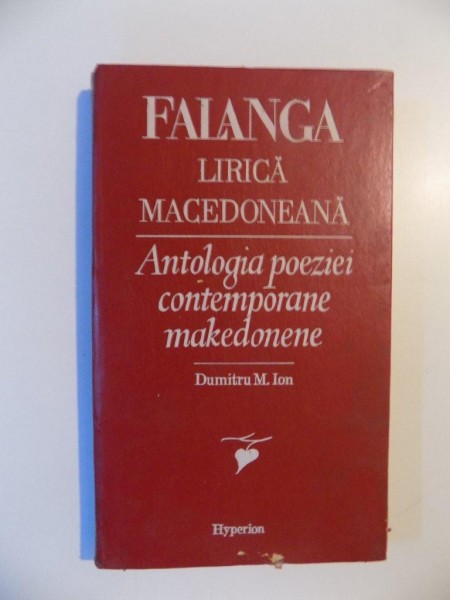 FALANGA
LIRICĂ
MACEDONEANĂ
Antologia poeziei
contemporane
makedonene
Dumitru M. Ion
Hyperion